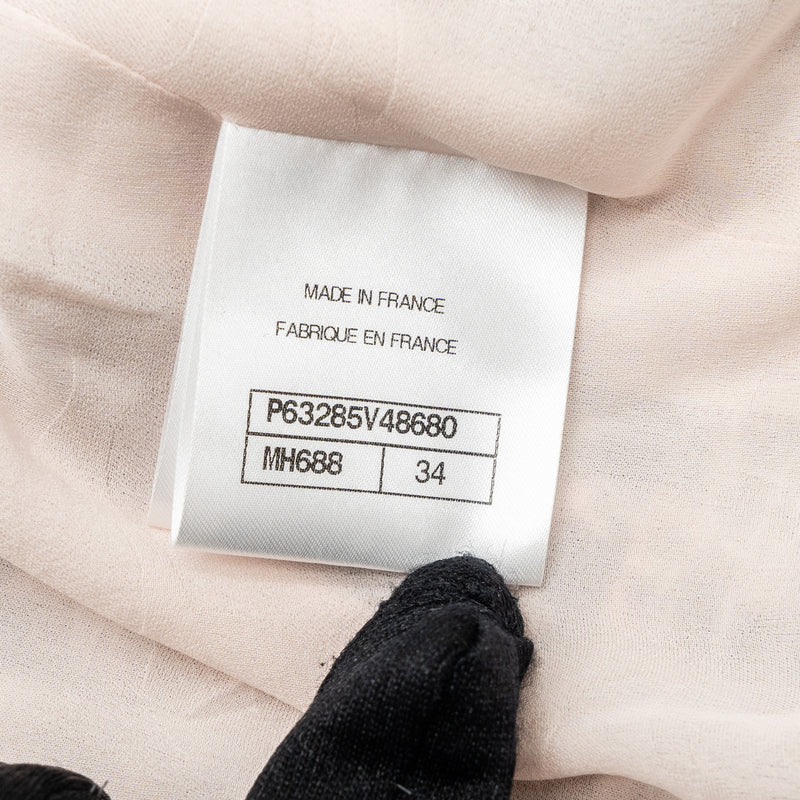 MADE IN FRANCE
FABRIQUE EN FRANCE
P63285V48680
MH688 34